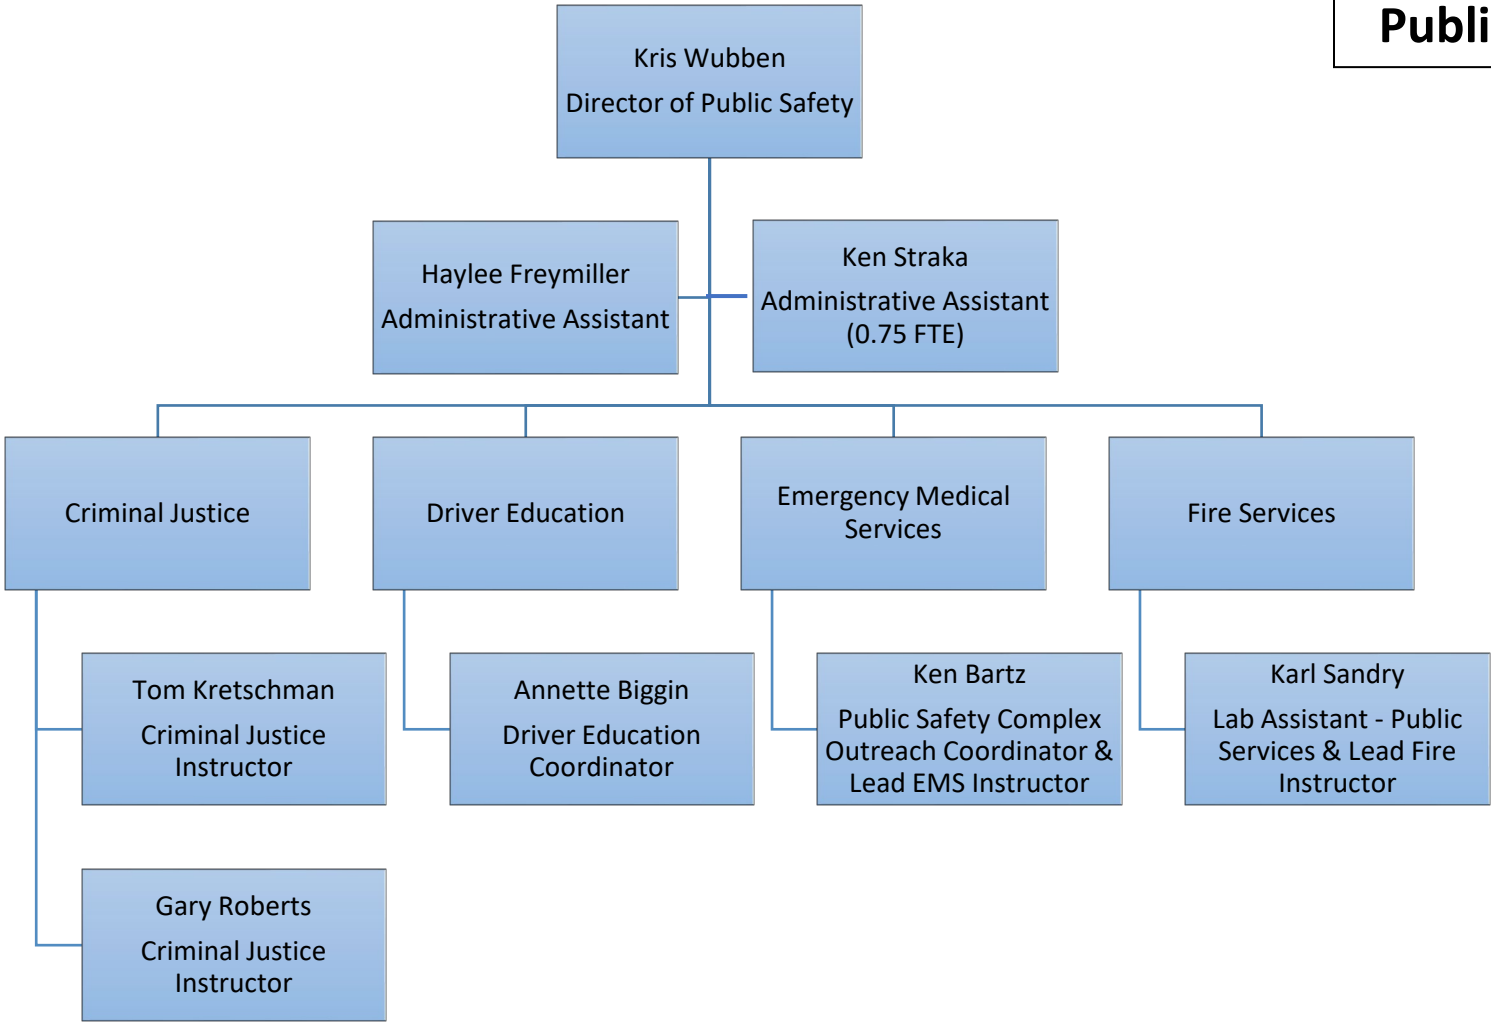 Publi
Kris Wubben
Director of Public Safety
Haylee Freymiller
Administrative Assistant
Ken Straka
Administrative Assistant
(0.75 FTE)
Criminal Justice
Driver Education
Emergency Medical
Services
Fire Services
Tom Kretschman
Criminal Justice
Instructor
Annette Biggin
Driver Education
Coordinator
Ken Bartz
Public Safety Complex
Outreach Coordinator &
Lead EMS Instructor
Karl Sandry
Lab Assistant - Public
Services & Lead Fire
Instructor
Gary Roberts
Criminal Justice
Instructor